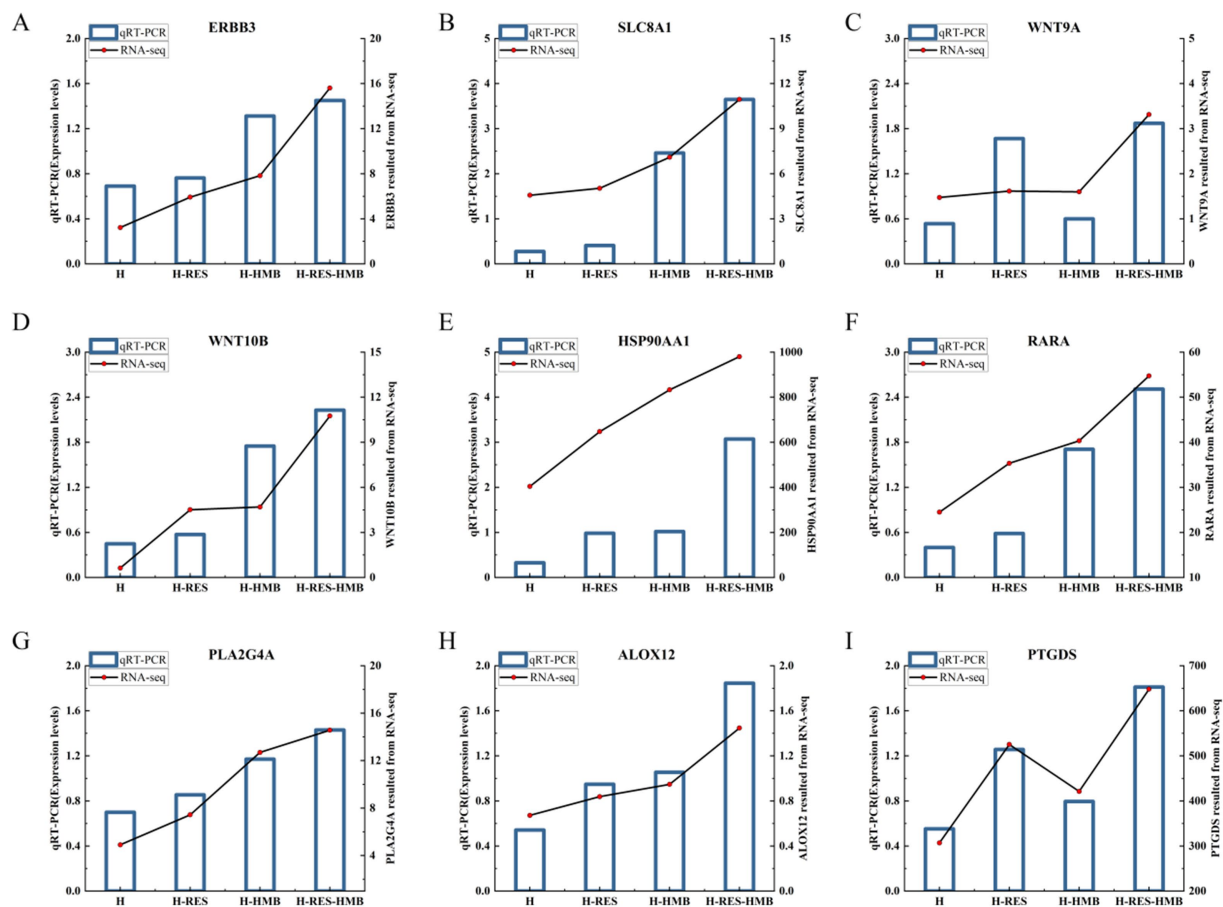 A
ERBB3
qRT-PCR
RNA-seq
qRT-PCR(Expression levels)
2.0
1.6
1.2
0.8
0.4
0.0
20
16
12
8
4
0
ERBB3 resulted from RNA-seq
H H-RES H-HMB H-RES-HMB
B
SLC8A1
qRT-PCR
RNA-seq
qRT-PCR(Expression levels)
5
4
3
2
1
0
15
12
9
6
3
0
SLC8A1 resulted from RNA-seq
H H-RES H-HMB H-RES-HMB
C
WNT9A
qRT-PCR
RNA-seq
qRT-PCR(Expression levels)
3.0
2.4
1.8
1.2
0.6
0.0
5
4
3
2
1
0
WNT9A resulted from RNA-seq
H H-RES H-HMB H-RES-HMB
D
WNT10B
qRT-PCR
RNA-seq
qRT-PCR(Expression levels)
3.0
2.4
1.8
1.2
0.6
0.0
15
12
9
6
3
0
WNT10B resulted from RNA-seq
H H-RES H-HMB H-RES-HMB
E
HSP90AA1
qRT-PCR
RNA-seq
qRT-PCR(Expression levels)
5
4
3
2
1
0
1000
800
600
400
200
0
HSP90AA1 resulted from RNA-seq
H H-RES H-HMB H-RES-HMB
F
RARA
qRT-PCR
RNA-seq
qRT-PCR(Expression levels)
3.0
2.4
1.8
1.2
0.6
0.0
60
50
40
30
20
10
RARA resulted from RNA-seq
H H-RES H-HMB H-RES-HMB
G
PLA2G4A
qRT-PCR
RNA-seq
qRT-PCR(Expression levels)
2.0
1.6
1.2
0.8
0.4
0.0
20
16
12
8
4
PLA2G4A resulted from RNA-seq
H H-RES H-HMB H-RES-HMB
H
ALOX12
qRT-PCR
RNA-seq
qRT-PCR(Expression levels)
2.0
1.6
1.2
0.8
0.4
0.0
2.0
1.6
1.2
0.8
0.4
0.0
ALOX12 resulted from RNA-seq
H H-RES H-HMB H-RES-HMB
I
PTGDS
qRT-PCR
RNA-seq
qRT-PCR(Expression levels)
2.0
1.6
1.2
0.8
0.4
0.0
700
600
500
400
300
200
PTGDS resulted from RNA-seq
H H-RES H-HMB H-RES-HMB